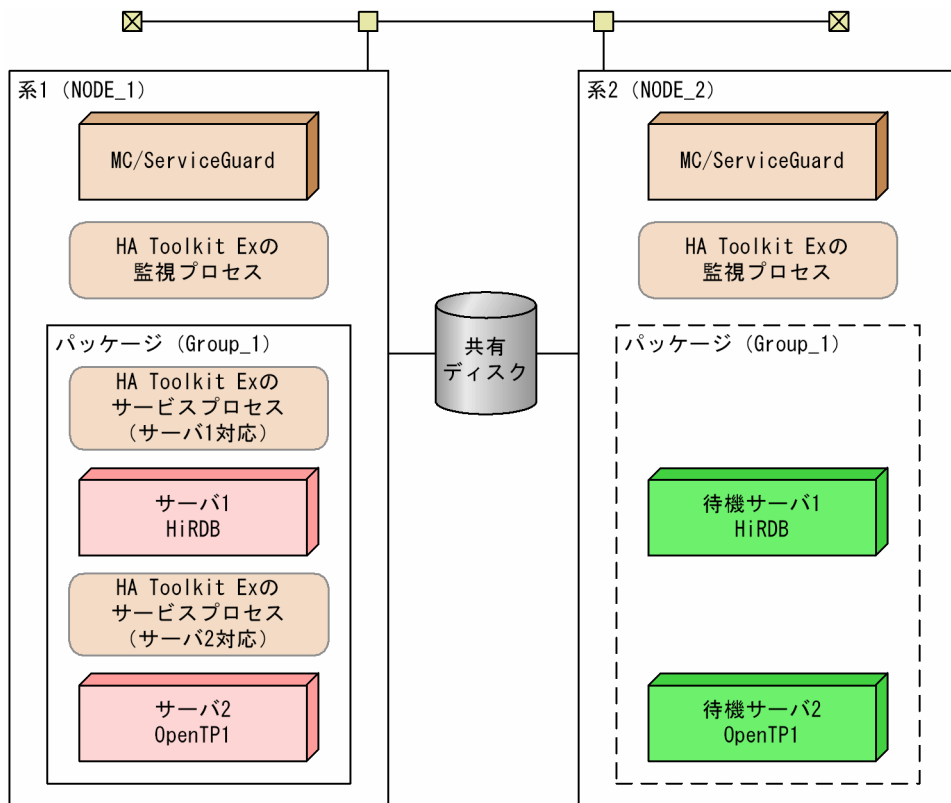 系1（NODE_1）
MC/ServiceGuard
HA Toolkit Exの
監視プロセス
パッケージ（Group_1）
HA Toolkit Exの
サービスプロセス
（サーバ1対応）
サーバ1
HiRDB
HA Toolkit Exの
サービスプロセス
（サーバ2対応）
サーバ2
OpenTP1
共有
ディスク
系2（NODE_2）
MC/ServiceGuard
HA Toolkit Exの
監視プロセス
パッケージ（Group_1）
待機サーバ1
HiRDB
待機サーバ2
OpenTP1